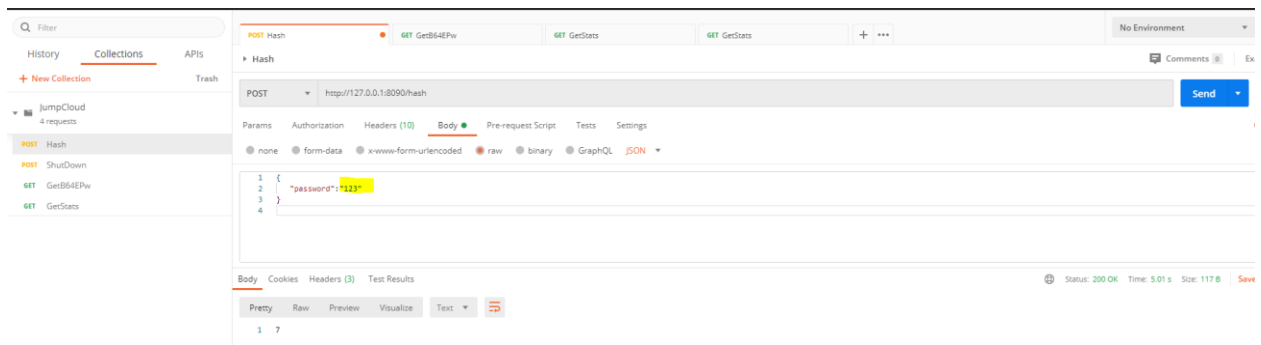 Filter
History Collections APIs
+ New Collection Trash
JumpCloud
4 requests
POST Hash
POST ShutDown
GET GetB64EPw
GET GetStats
POST Hash GET GetB64EPw GET GetStats GET GetStats + ••• No Environment
Hash Comments 0 Ex
POST http://127.0.0.1:8090/hash Send
Params Authorization Headers (10) Body Pre-request Script Tests Settings
none form-data x-www-form-urlencoded raw binary GraphQL JSON
1 {
2 "password":"123"
3 }
4
Body Cookies Headers (3) Test Results Status: 200 OK Time: 5.01 s Size: 117 B Save
Pretty Raw Preview Visualize Text
1 7